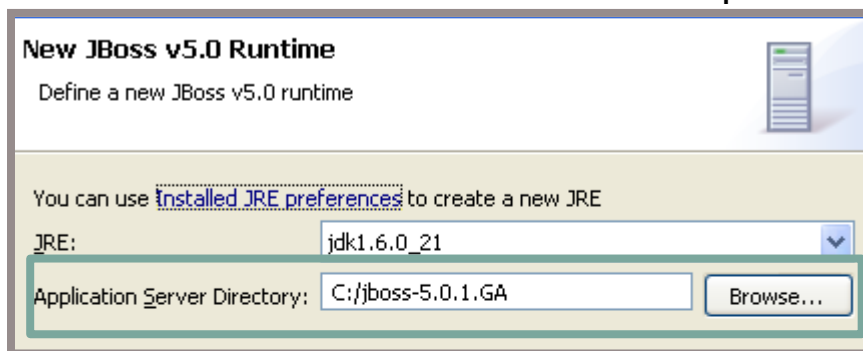 New JBoss v5.0 Runtime
Define a new JBoss v5.0 runtime
You can use Installed JRE preferences to create a new JRE
JRE: jdk1.6.0_21
Application Server Directory: C:/jboss-5.0.1.GA Browse...